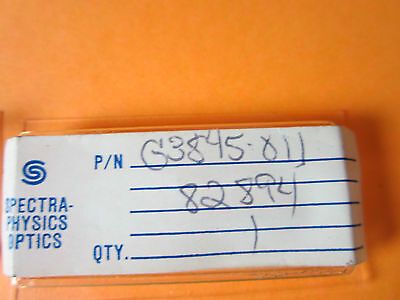 P/N G3845-011
82894
SPECTRA-
PHYSICS
OPTICS
QTY. 1